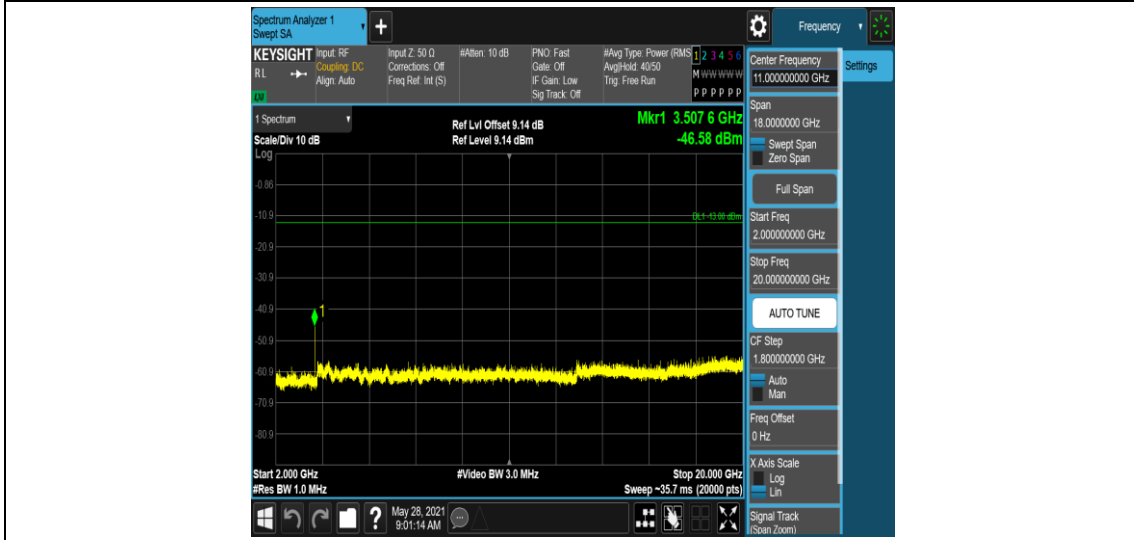 Spectrum Analyzer 1
Swept SA
Frequency
KEYSIGHT Input: RF
Coupling: DC
Align: Auto
RL
LXI
Input Z: 50 Ω
Corrections: Off
Freq Ref: Int (S)
#Atten: 10 dB
PNO: Fast
Gate: Off
IF Gain: Low
Sig Track: Off
#Avg Type: Power (RMS
Avg|Hold: 40/50
Trig: Free Run
1 2 3 4 5 6
M W W W W W
P P P P P P
1 Spectrum
Scale/Div 10 dB
Log
Ref Lvl Offset 9.14 dB
Ref Level 9.14 dBm
Mkr1 3.507 6 GHz
-46.58 dBm
-0.86
-10.9
DL1 -13.00 dBm
-20.9
-30.9
-40.9
1
-50.9
-60.9
-70.9
-80.9
Start 2.000 GHz
#Res BW 1.0 MHz
#Video BW 3.0 MHz
Stop 20.000 GHz
Sweep ~35.7 ms (20000 pts)
May 28, 2021
9:01:14 AM
Center Frequency
11.000000000 GHz
Span
18.0000000 GHz
Swept Span
Zero Span
Full Span
Start Freq
2.000000000 GHz
Stop Freq
20.000000000 GHz
AUTO TUNE
CF Step
1.800000000 GHz
Auto
Man
Freq Offset
0 Hz
X Axis Scale
Log
Lin
Signal Track
(Span Zoom)
Settings